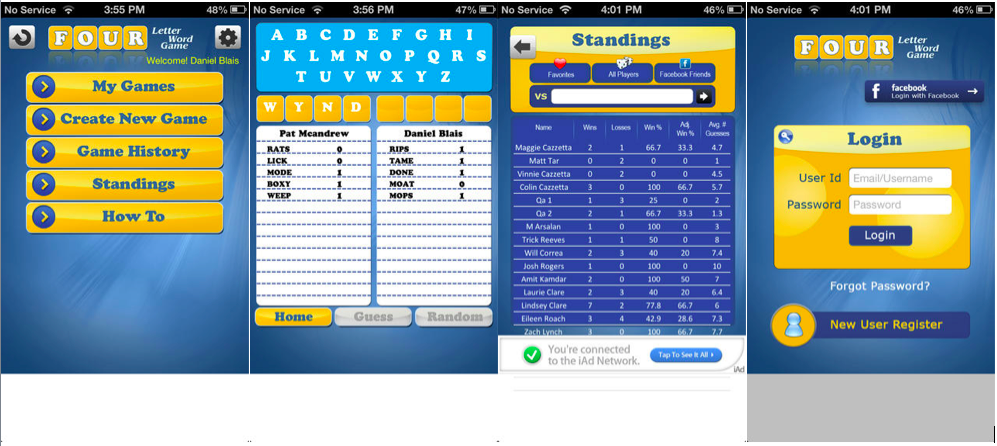 No Service 3:55 PM 48%
FOUR Letter Word Game
Welcome! Daniel Blais
My Games
Create New Game
Game History
Standings
How To
No Service 3:56 PM 47%
A B C D E F G H I
J K L M N O P Q R S
T U V W X Y Z
W Y N D
Pat Mcandrew Daniel Blais
RATS 0 RIPS 1
LICK 0 TAME 1
MODE 1 DONE 1
BOXY 1 MOAT 0
WEEP 1 MOPS 1
Home Guess Random
No Service 4:01 PM 46%
Standings
Favorites All Players Facebook Friends
VS
Name Wins Losses Win % Adj Win % Avg # Guesses
Maggie Cazzetta 2 1 66.7 33.3 4.7
Matt Tar 0 2 0 0 1
Vinnie Cazzetta 0 2 0 0 4.5
Colin Cazzetta 3 0 100 66.7 5.7
Qa 1 1 3 25 0 2
Qa 2 2 1 66.7 33.3 1.3
M Arsalan 1 0 100 0 3
Trick Reeves 1 1 50 0 8
Will Correa 2 3 40 20 7.4
Josh Rogers 1 0 100 0 10
Amit Kamdar 2 0 100 50 7
Laurie Clare 2 3 40 20 6.4
Lindsey Clare 7 2 77.8 66.7 6
Eileen Roach 3 4 42.9 28.6 7.3
Zach Lynch 3 0 100 66.7 7.7
You're connected
to the iAd Network.
Tap To See It All
iAd
No Service 4:01 PM 46%
FOUR Letter Word Game
facebook
Login with Facebook
Login
User Id Email/Username
Password Password
Login
Forgot Password?
New User Register